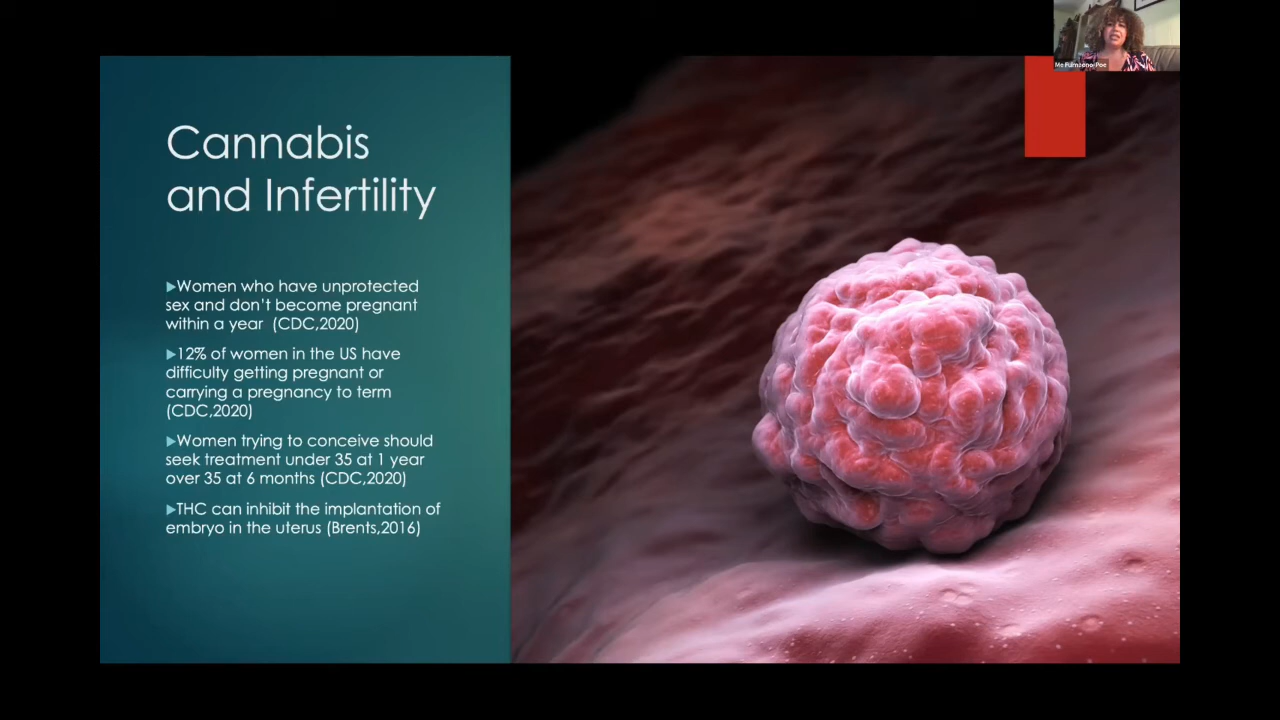 Cannabis
and Infertility
▶Women who have unprotected
sex and don't become pregnant
within a year (CDC,2020)
▶12% of women in the US have
difficulty getting pregnant or
carrying a pregnancy to term
(CDC,2020)
▶Women trying to conceive should
seek treatment under 35 at 1 year
over 35 at 6 months (CDC,2020)
▶THC can inhibit the implantation of
embryo in the uterus (Brents,2016)